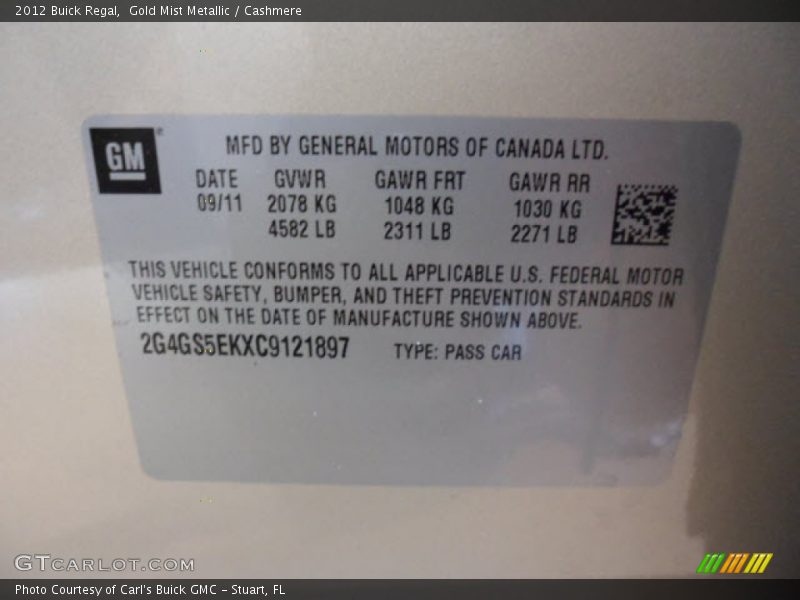 2012 Buick Regal,  Gold Mist Metallic / Cashmere
GM
MFD BY GENERAL MOTORS OF CANADA LTD.
DATE GVWR GAWR FRT GAWR RR
09/11 2078 KG 1048 KG 1030 KG
4582 LB 2311 LB 2271 LB
THIS VEHICLE CONFORMS TO ALL APPLICABLE U.S. FEDERAL MOTOR
VEHICLE SAFETY, BUMPER, AND THEFT PREVENTION STANDARDS IN
EFFECT ON THE DATE OF MANUFACTURE SHOWN ABOVE.
2G4GS5EKXC9121897 TYPE: PASS CAR
GTCARLOT.COM
Photo Courtesy of Carl's Buick GMC - Stuart, FL